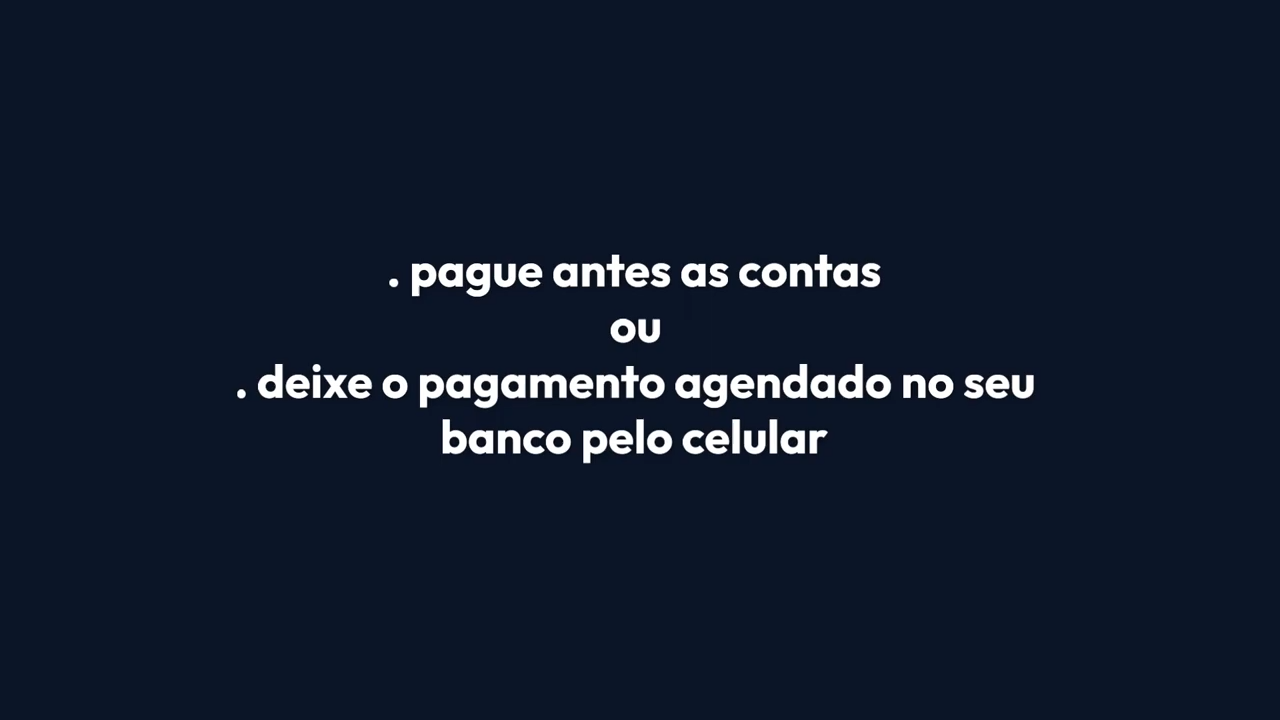 . pague antes as contas
ou
. deixe o pagamento agendado no seu
banco pelo celular